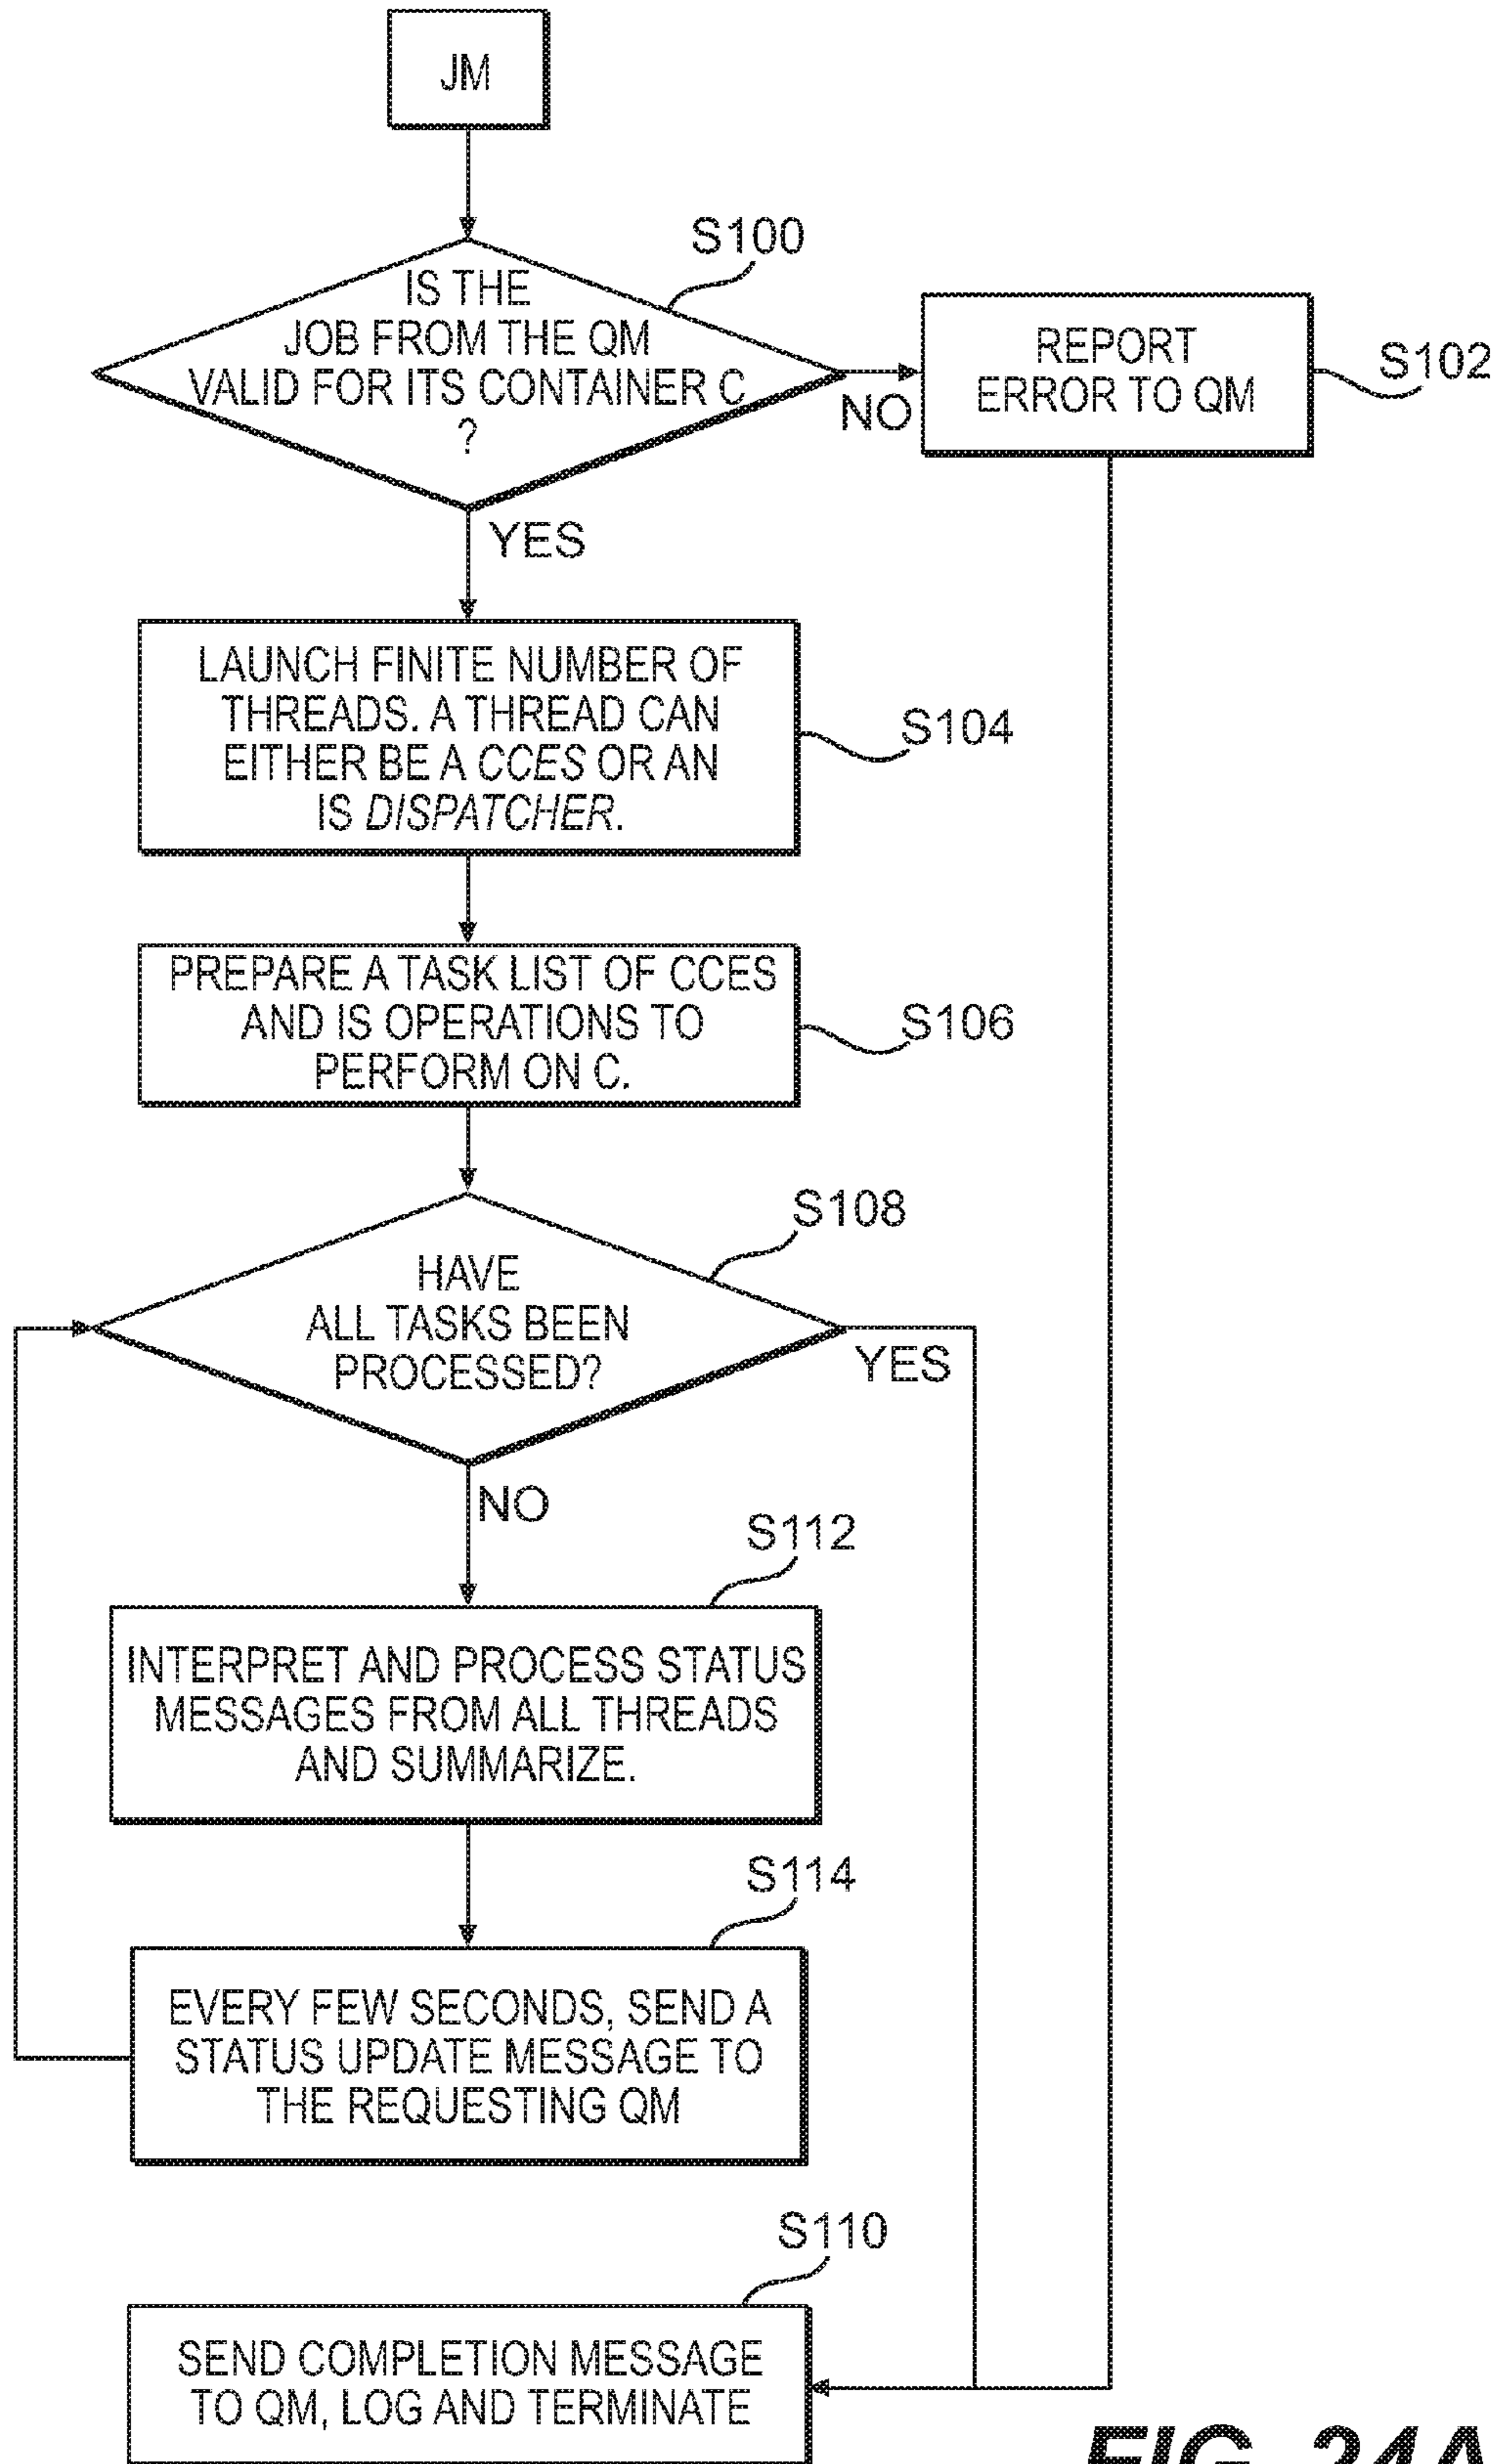 JM
S100
IS THE
JOB FROM THE QM
VALID FOR ITS CONTAINER C
?
NO
REPORT
ERROR TO QM
S102
YES
LAUNCH FINITE NUMBER OF
THREADS. A THREAD CAN
EITHER BE A CCES OR AN
IS DISPATCHER.
S104
PREPARE A TASK LIST OF CCES
AND IS OPERATIONS TO
PERFORM ON C.
S106
S108
HAVE
ALL TASKS BEEN
PROCESSED?
YES
NO
S112
INTERPRET AND PROCESS STATUS
MESSAGES FROM ALL THREADS
AND SUMMARIZE.
S114
EVERY FEW SECONDS, SEND A
STATUS UPDATE MESSAGE TO
THE REQUESTING QM
S110
SEND COMPLETION MESSAGE
TO QM, LOG AND TERMINATE
FIG. 24A